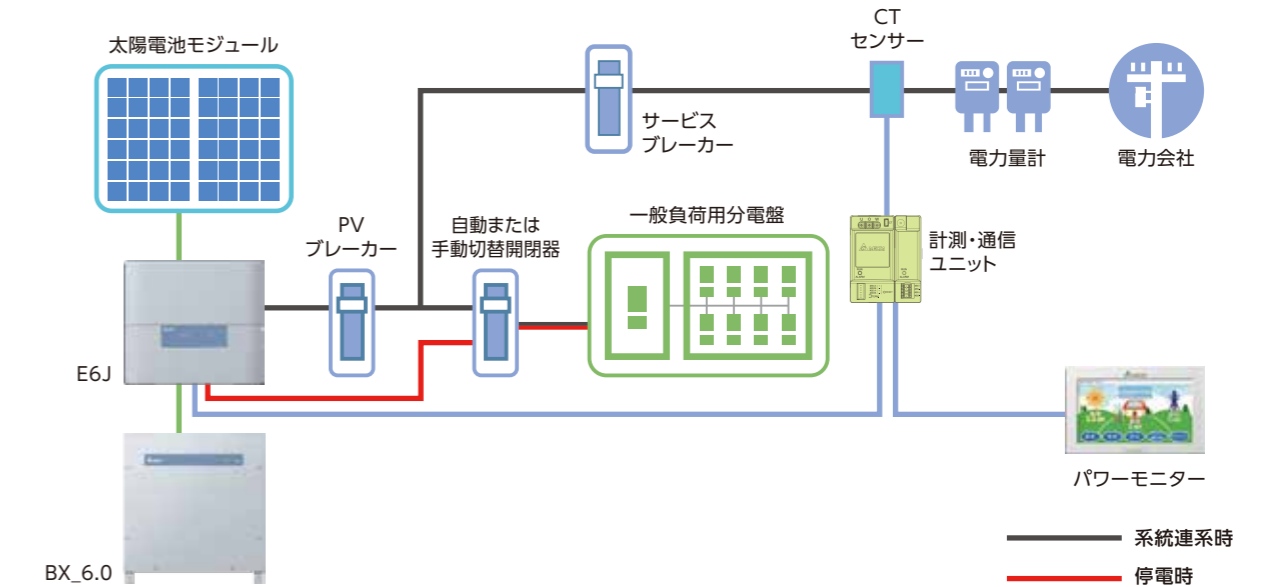 太陽電池モジュール
CT
センサー
サービス
ブレーカー
電力量計
電力会社
PV
ブレーカー
自動または
手動切替開閉器
一般負荷用分電盤
計測・通信
ユニット
E6J
パワーモニター
BX_6.0
系統連系時
停電時